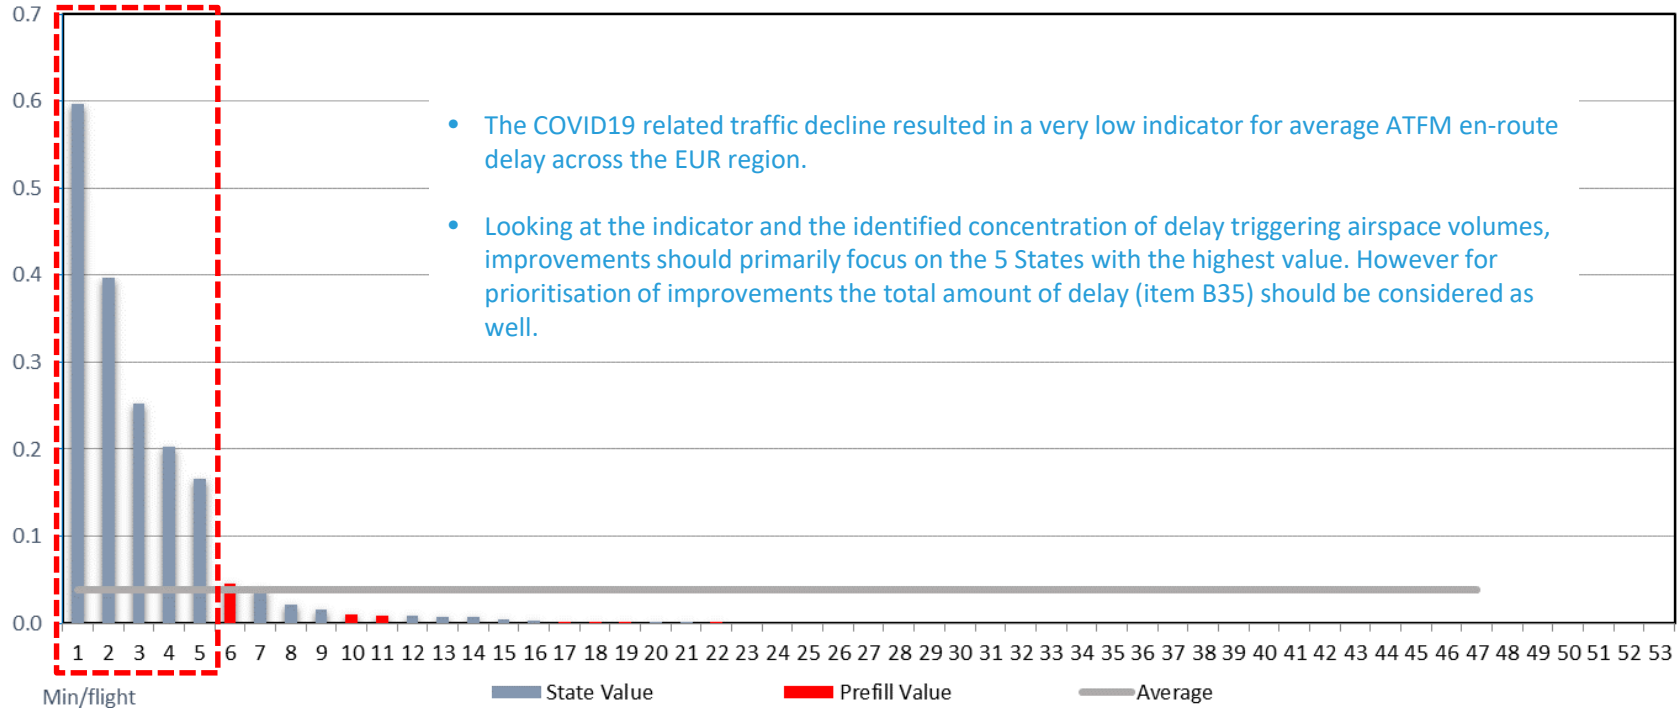 0.7
0.6
0.5
0.4
0.3
0.2
0.1
0.0
• The COVID19 related traffic decline resulted in a very low indicator for average ATFM en-route
delay across the EUR region.
• Looking at the indicator and the identified concentration of delay triggering airspace volumes,
improvements should primarily focus on the 5 States with the highest value. However for
prioritisation of improvements the total amount of delay (item B35) should be considered as
well.
1 2 3 4 5 6 7 8 9 10 11 12 13 14 15 16 17 18 19 20 21 22 23 24 25 26 27 28 29 30 31 32 33 34 35 36 37 38 39 40 41 42 43 44 45 46 47 48 49 50 51 52 53
Min/flight
State Value Prefill Value Average